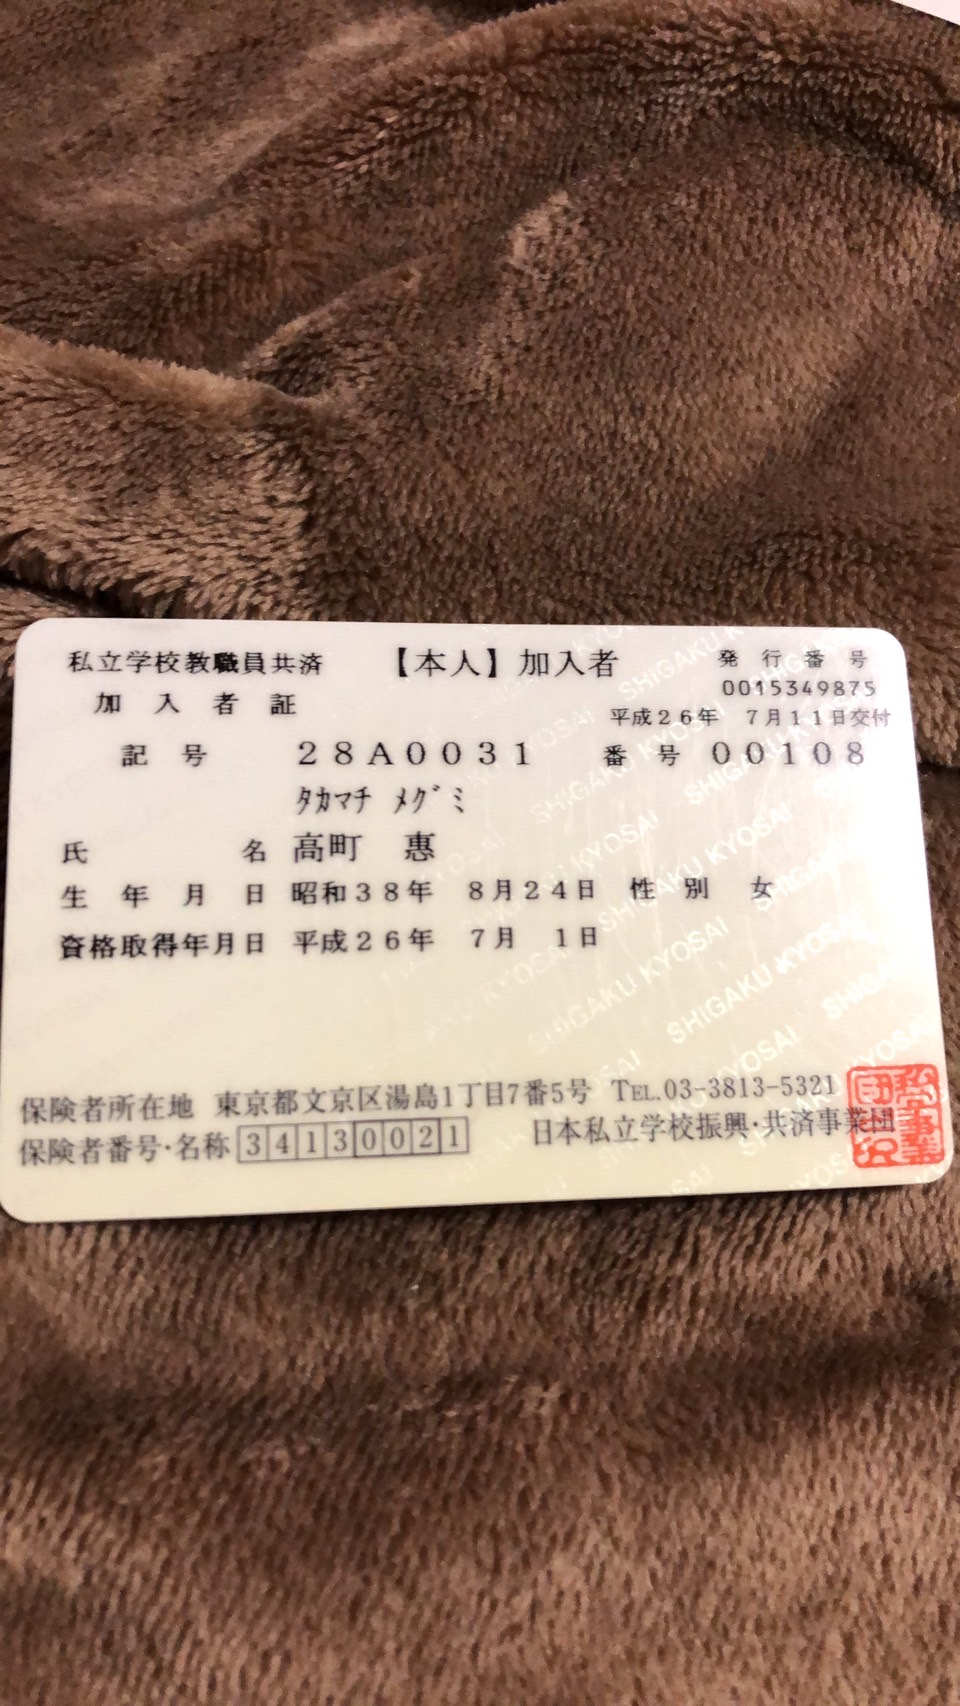 私立学校教職員共済 【本人】加入者 発行番号
0015349875
加入者証
平成26年 7月11日交付
記号 28A0031 番号 00108
ﾀｶﾏﾁ ﾒｸﾞﾐ
氏名 高町 惠
生年月日 昭和38年 8月24日 性別 女
資格取得年月日 平成26年 7月 1日
保険者所在地 東京都文京区湯島1丁目7番5号 TEL.03-3813-5321
保険者番号・名称 34130021 日本私立学校振興・共済事業団
SHIGAKU KYOSAI